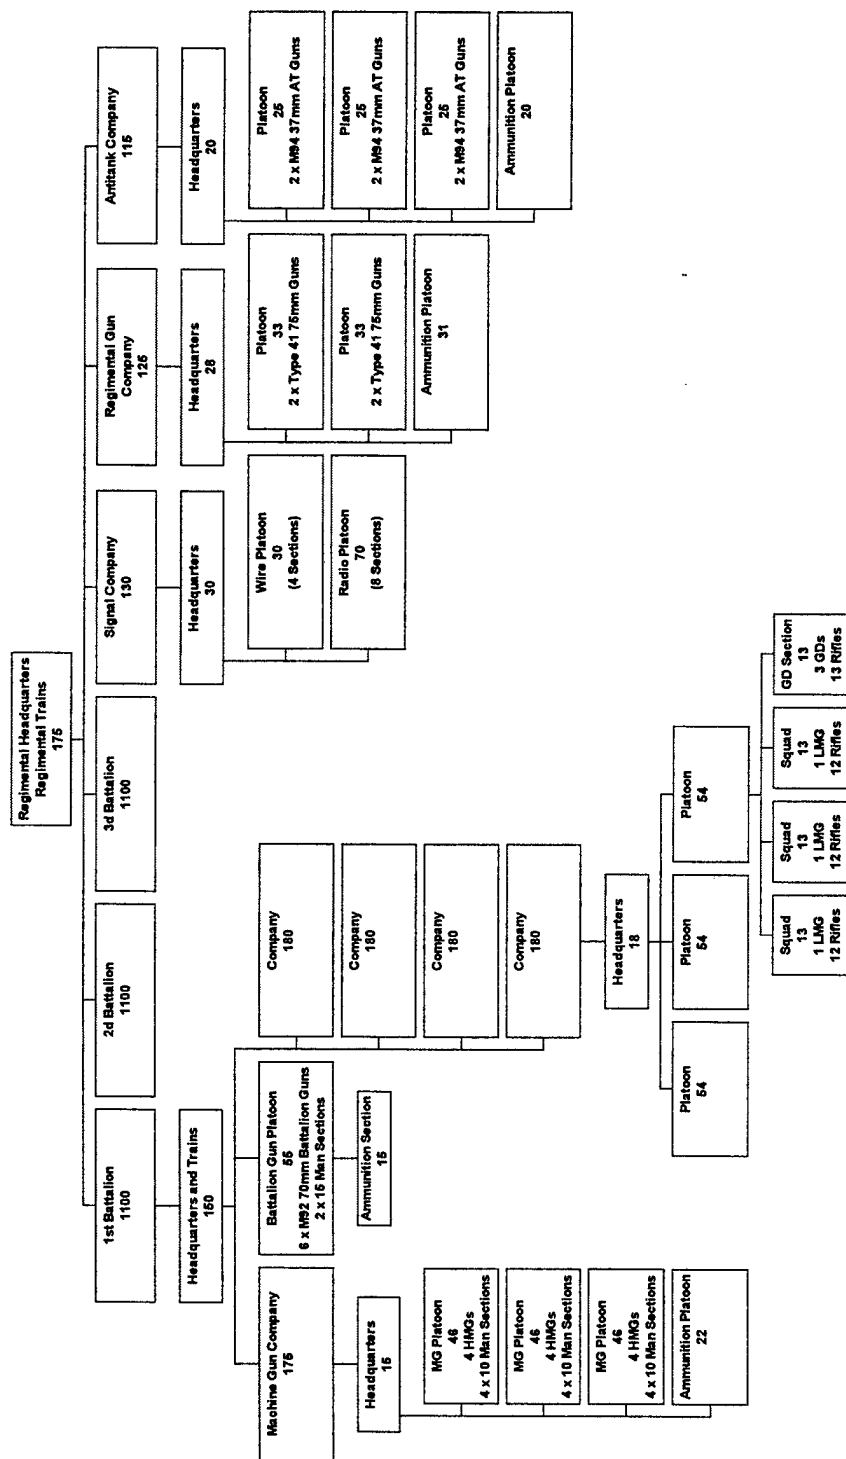 Regimental Headquarters
Regimental Trains
175
1st Battalion
1100
2d Battalion
1100
3d Battalion
1100
Signal Company
130
Regimental Gun
Company
125
Antitank Company
115
Headquarters and Trains
150
Headquarters
30
Headquarters
28
Headquarters
20
Machine Gun Company
175
Battalion Gun Platoon
55
6 x M92 70mm Battalion Guns
2 x 15 Man Sections
Company
180
Company
180
Company
180
Company
180
Wire Platoon
30
(4 Sections)
Radio Platoon
70
(8 Sections)
Platoon
33
2 x Type 41 75mm Guns
Platoon
33
2 x Type 41 75mm Guns
Ammunition Platoon
31
Platoon
25
2 x M94 37mm AT Guns
Platoon
25
2 x M94 37mm AT Guns
Platoon
25
2 x M94 37mm AT Guns
Ammunition Platoon
20
Headquarters
15
Ammunition Section
15
MG Platoon
46
4 HMGs
4 x 10 Man Sections
MG Platoon
46
4 HMGs
4 x 10 Man Sections
MG Platoon
46
4 HMGs
4 x 10 Man Sections
Ammunition Platoon
22
Headquarters
18
Platoon
54
Platoon
54
Platoon
54
Squad
13
1 LMG
12 Rifles
Squad
13
1 LMG
12 Rifles
Squad
13
1 LMG
12 Rifles
GD Section
13
3 GDs
13 Rifles